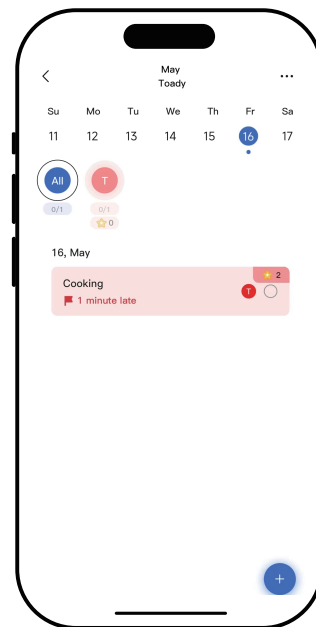 May
Toady
Su Mo Tu We Th Fr Sa
11 12 13 14 15 16 17
All T
0/1 0/1
0
16, May
2
Cooking
T
1 minute late
+